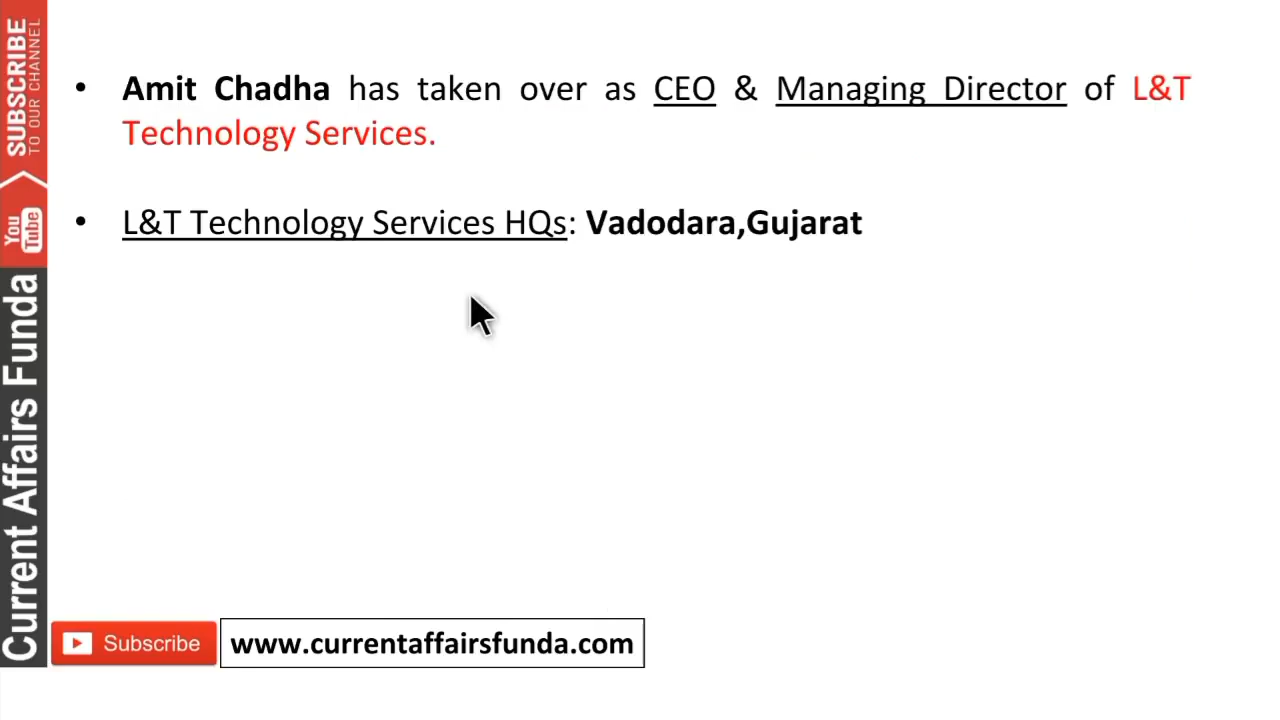 SUBSCRIBE
TO OUR CHANNEL
You Tube
Current Affairs Funda
• Amit Chadha has taken over as CEO & Managing Director of L&T
Technology Services.
• L&T Technology Services HQs: Vadodara,Gujarat
Subscribe
www.currentaffairsfunda.com